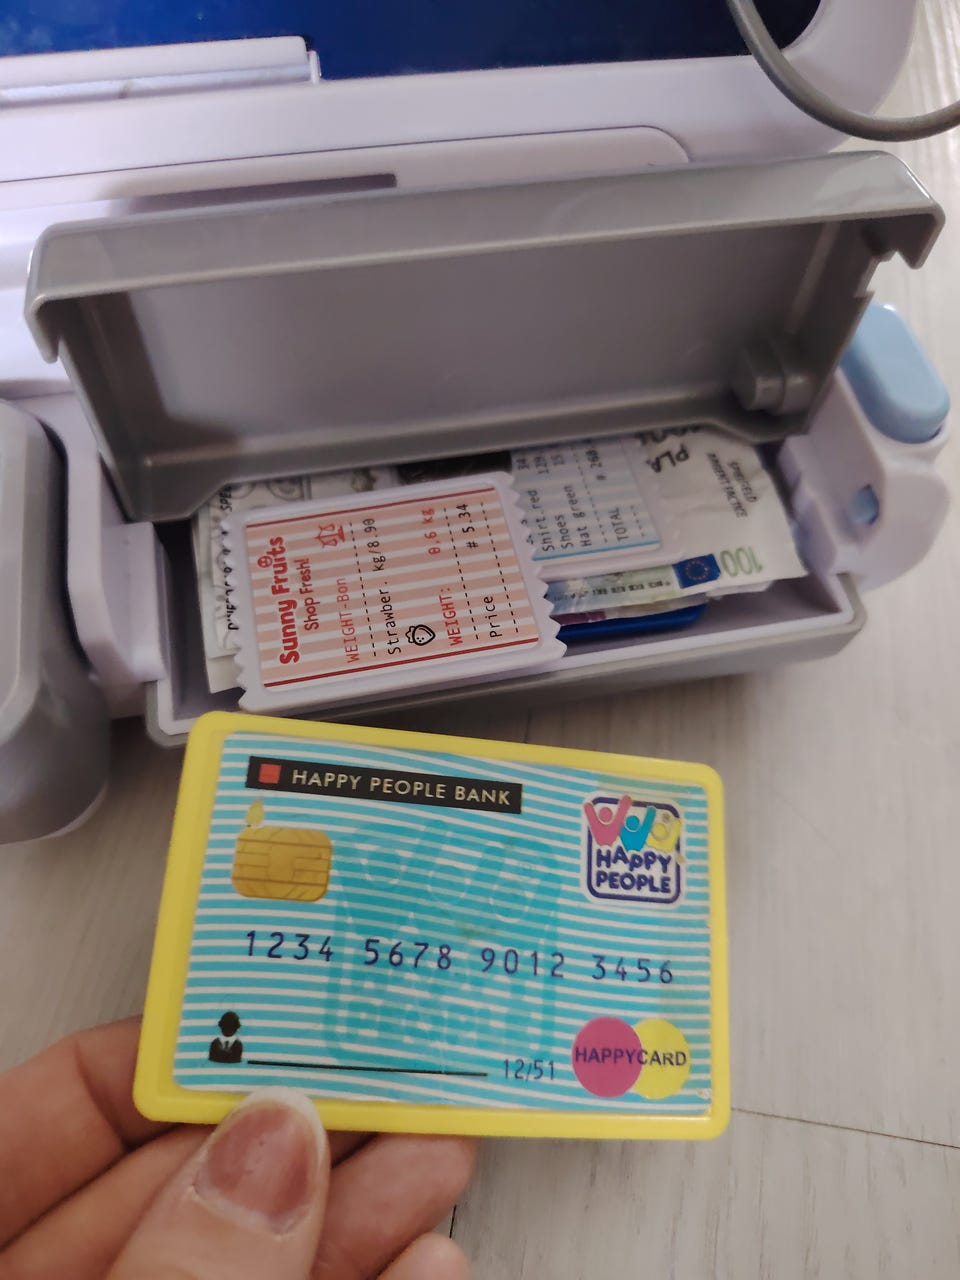 Sunny Fruits
Shop Fresh!
WEIGHT-Bon
Strawber. kg/8.90
WEIGHT: 0.6 kg
Price # 5.34
Shirt red
Shoes
Hat green
TOTAL # 260
100
HAPPY PEOPLE BANK
HAPPY
PEOPLE
1234 5678 9012 3456
12/51
HAPPYCARD